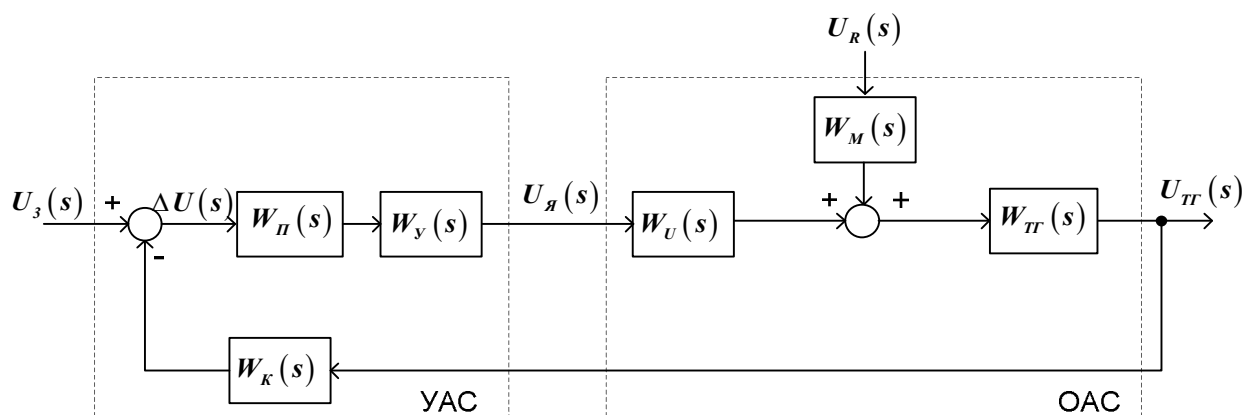 U_R(s)
W_M(s)
U_З(s) + ΔU(s) W_П(s) W_У(s) U_Я(s) W_U(s) + + W_ТГ(s) U_ТГ(s)
-
W_К(s)
УАС ОАС